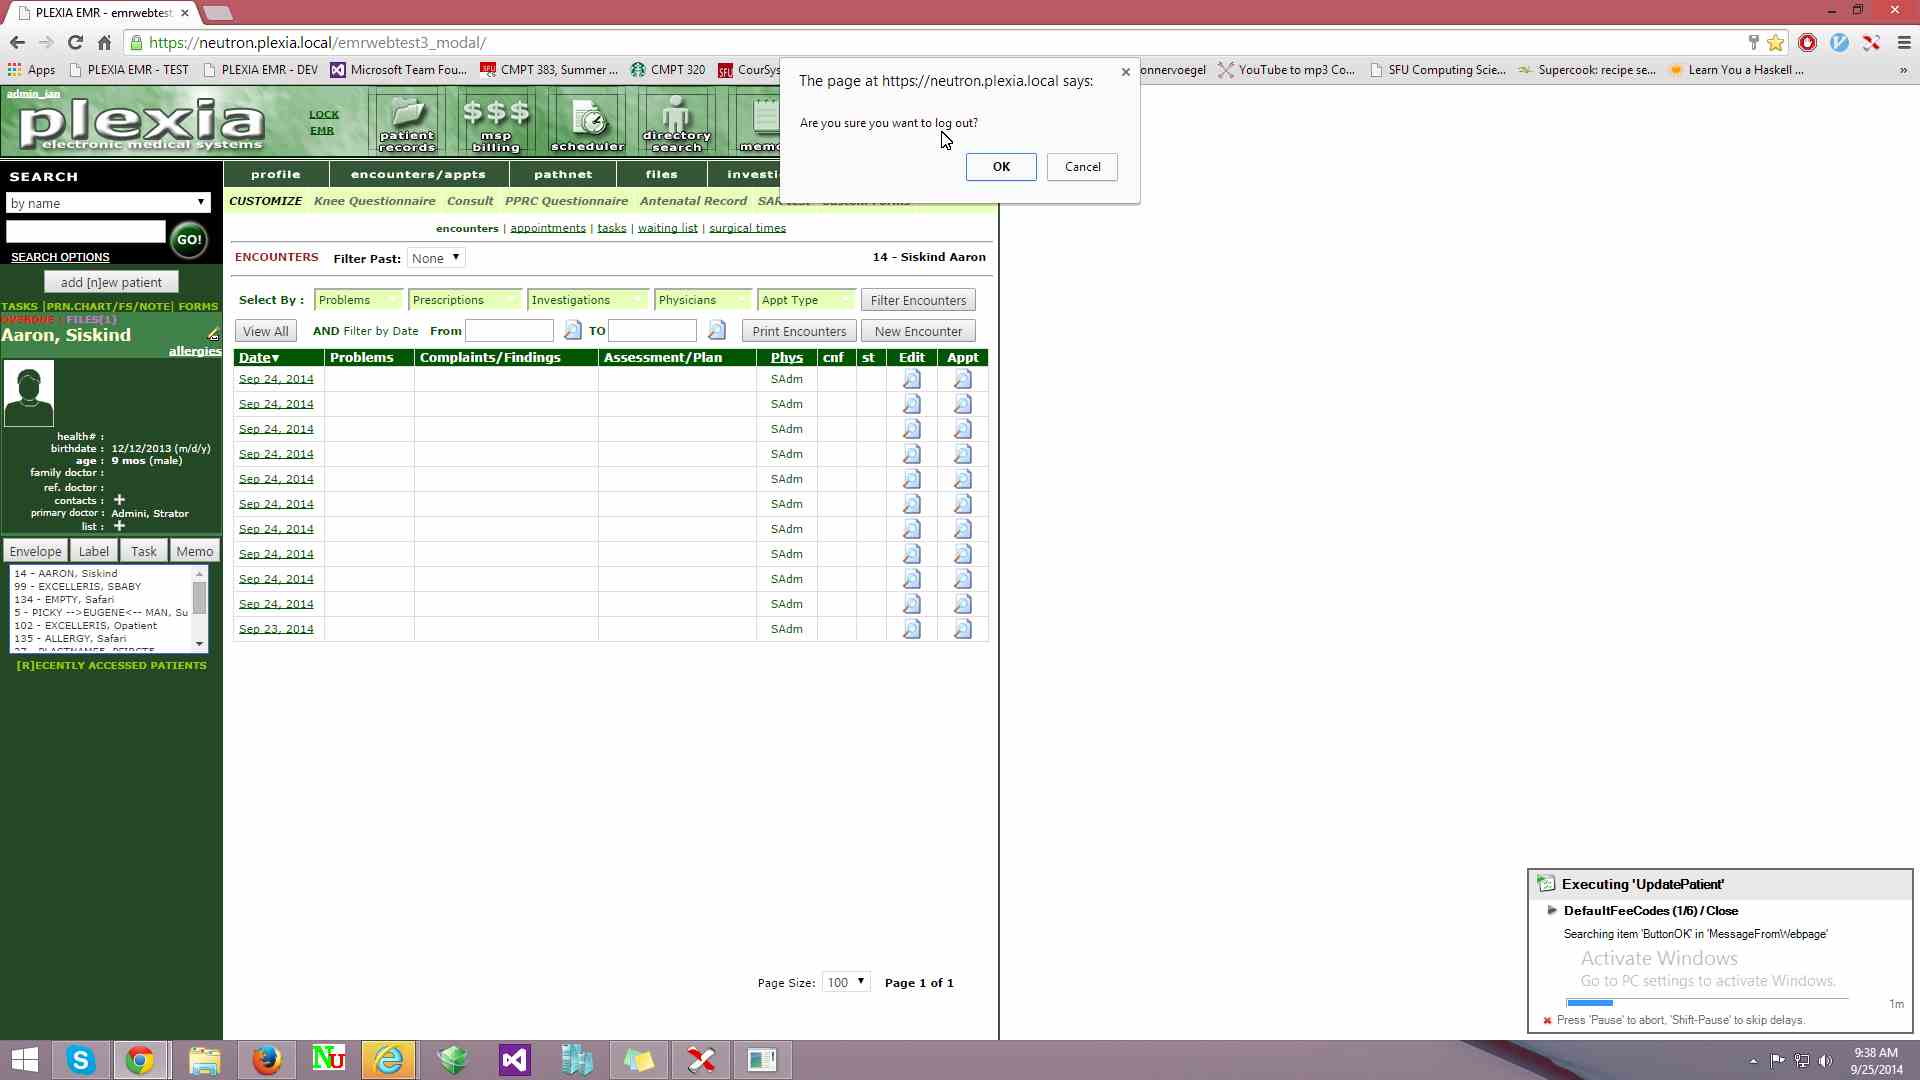 PLEXIA EMR - emrwebtest
https://neutron.plexia.local/emrwebtest3_modal/
Apps PLEXIA EMR - TEST PLEXIA EMR - DEV Microsoft Team Fou... CMPT 383, Summer ... CMPT 320 CourSys onnervoegel YouTube to mp3 Co... SFU Computing Scie... Supercook: recipe se... Learn You a Haskell ... »
The page at https://neutron.plexia.local says:
Are you sure you want to log out?
OK Cancel
admin_ian
plexia
electronic medical systems
LOCK
EMR
patient
records
$$$
msp
billing
scheduler
directory
search
memo
SEARCH
by name
GO!
SEARCH OPTIONS
add [n]ew patient
TASKS |PRN.CHART/FS/NOTE| FORMS
OVERDUE FILES(1)
Aaron, Siskind
allergies
health# :
birthdate : 12/12/2013 (m/d/y)
age : 9 mos (male)
family doctor :
ref. doctor :
contacts :
primary doctor : Admini, Strator
list :
Envelope Label Task Memo
14 - AARON, Siskind
99 - EXCELLERIS, SBABY
134 - EMPTY, Safari
5 - PICKY -->EUGENE<-- MAN, Su
102 - EXCELLERIS, Opatient
135 - ALLERGY, Safari
[R]ECENTLY ACCESSED PATIENTS
profile encounters/appts pathnet files investi
CUSTOMIZE Knee Questionnaire Consult PPRC Questionnaire Antenatal Record
encounters | appointments | tasks | waiting list | surgical times
ENCOUNTERS Filter Past: None 14 - Siskind Aaron
Select By : Problems Prescriptions Investigations Physicians Appt Type Filter Encounters
View All AND Filter by Date From TO Print Encounters New Encounter
Date▼ Problems Complaints/Findings Assessment/Plan Phys cnf st Edit Appt
Sep 24, 2014 SAdm
Sep 24, 2014 SAdm
Sep 24, 2014 SAdm
Sep 24, 2014 SAdm
Sep 24, 2014 SAdm
Sep 24, 2014 SAdm
Sep 24, 2014 SAdm
Sep 24, 2014 SAdm
Sep 24, 2014 SAdm
Sep 24, 2014 SAdm
Sep 23, 2014 SAdm
Page Size: 100 Page 1 of 1
Executing 'UpdatePatient'
DefaultFeeCodes (1/6) / Close
Searching item 'ButtonOK' in 'MessageFromWebpage'
Activate Windows
Go to PC settings to activate Windows.
1m
Press 'Pause' to abort, 'Shift-Pause' to skip delays.
9:38 AM
9/25/2014